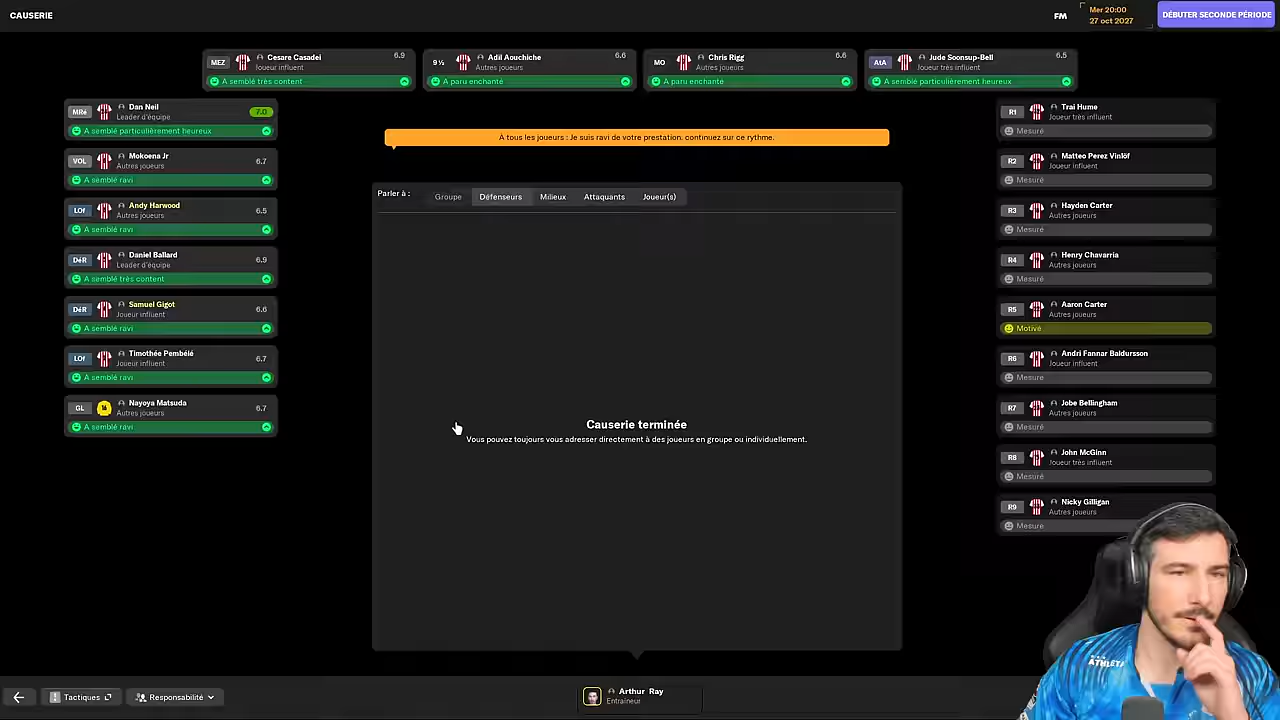 CAUSERIE
FM
Mer 20:00
27 oct 2027
DÉBUTER SECONDE PÉRIODE
MEZ
Cesare Casadei
Joueur influent
6.9
A semblé très content
9½
Adil Aouchiche
Autres joueurs
6.6
A paru enchanté
MO
Chris Rigg
Autres joueurs
6.6
A paru enchanté
AtA
Jude Soonsup-Bell
Joueur très influent
6.5
A semblé particulièrement heureux
MRé
Dan Neil
Leader d'équipe
7.0
A semblé particulièrement heureux
VOL
Mokoena Jr
Autres joueurs
6.7
A semblé ravi
LOf
Andy Harwood
Autres joueurs
6.5
A semblé ravi
DéR
Daniel Ballard
Leader d'équipe
6.9
A semblé très content
DéR
Samuel Gigot
Joueur influent
6.6
A semblé ravi
LOf
Timothée Pembélé
Joueur influent
6.7
A semblé ravi
GL
Nayoya Matsuda
Autres joueurs
6.7
A semblé ravi
À tous les joueurs : Je suis ravi de votre prestation, continuez sur ce rythme.
Parler à :
Groupe
Défenseurs
Milieux
Attaquants
Joueur(s)
Causerie terminée
Vous pouvez toujours vous adresser directement à des joueurs en groupe ou individuellement.
R1
Trai Hume
Joueur très influent
Mesuré
R2
Matteo Perez Vinlöf
Joueur influent
Mesuré
R3
Hayden Carter
Autres joueurs
Mesuré
R4
Henry Chavarria
Autres joueurs
Mesuré
R5
Aaron Carter
Autres joueurs
Motivé
R6
Andri Fannar Baldursson
Joueur influent
Mesuré
R7
Jobe Bellingham
Autres joueurs
Mesuré
R8
John McGinn
Joueur très influent
Mesuré
R9
Nicky Gilligan
Autres joueurs
Mesuré
ATHLETA
Tactiques
Responsabilité
Arthur Ray
Entraîneur